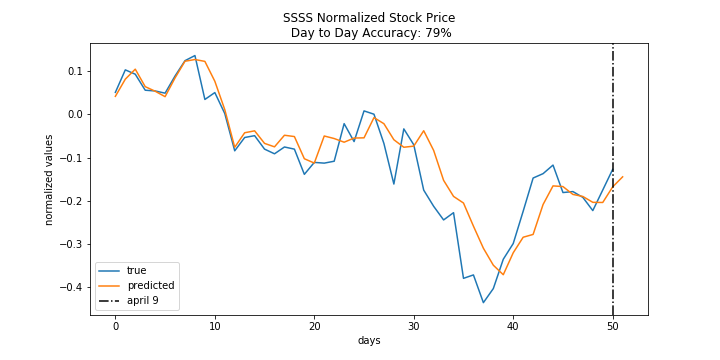 SSSS Normalized Stock Price
Day to Day Accuracy: 79%
normalized values
0.1
0.0
−0.1
−0.2
−0.3
−0.4
true
predicted
april 9
0
10
20
30
40
50
days